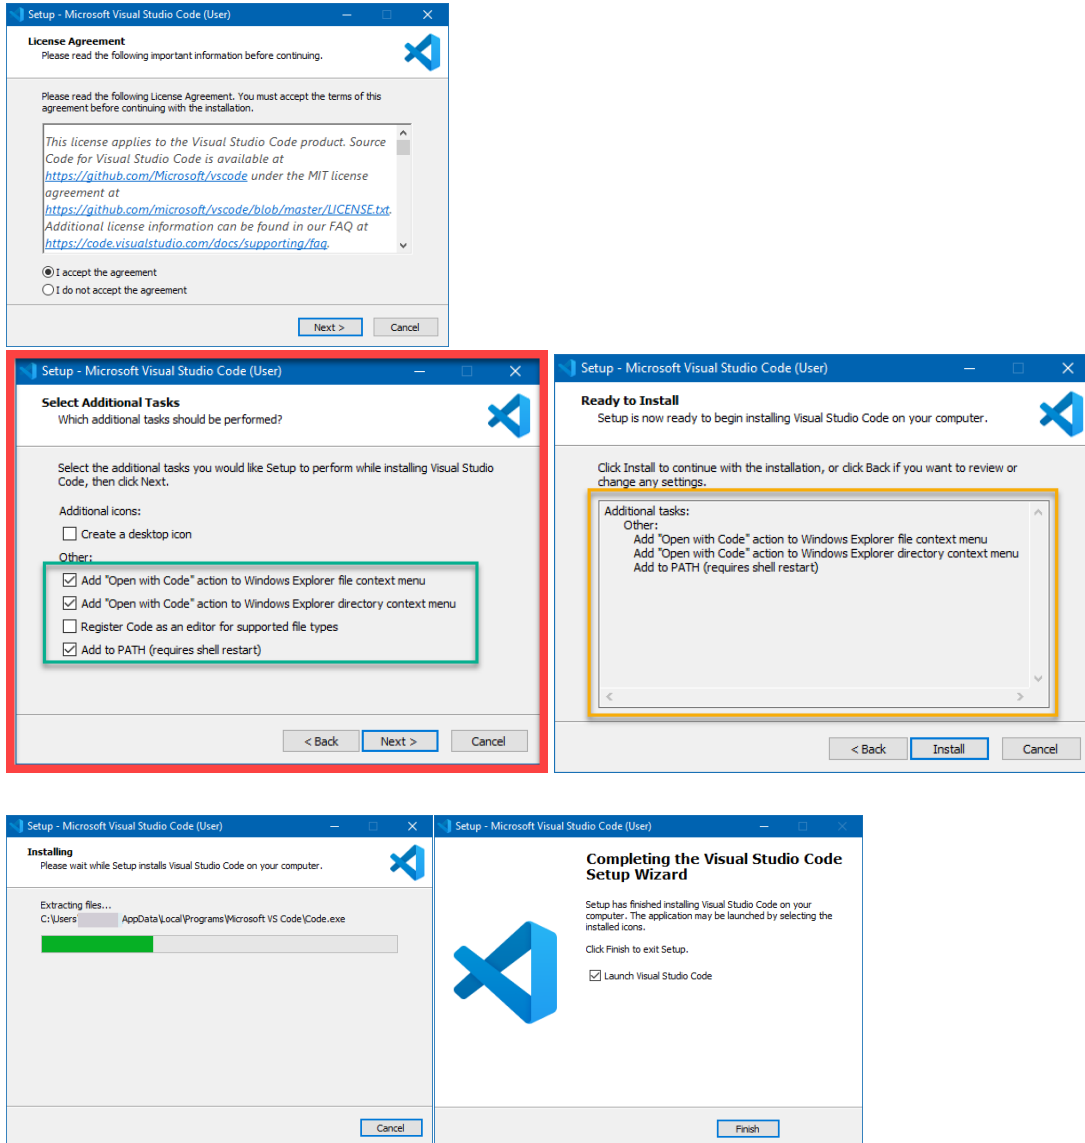 Setup - Microsoft Visual Studio Code (User)
License Agreement
Please read the following important information before continuing.
Please read the following License Agreement. You must accept the terms of this
agreement before continuing with the installation.
This license applies to the Visual Studio Code product. Source
Code for Visual Studio Code is available at
https://github.com/Microsoft/vscode under the MIT license
agreement at
https://github.com/microsoft/vscode/blob/master/LICENSE.txt.
Additional license information can be found in our FAQ at
https://code.visualstudio.com/docs/supporting/faq.
I accept the agreement
I do not accept the agreement
Next >
Cancel
Setup - Microsoft Visual Studio Code (User)
Select Additional Tasks
Which additional tasks should be performed?
Select the additional tasks you would like Setup to perform while installing Visual Studio
Code, then click Next.
Additional icons:
Create a desktop icon
Other:
Add "Open with Code" action to Windows Explorer file context menu
Add "Open with Code" action to Windows Explorer directory context menu
Register Code as an editor for supported file types
Add to PATH (requires shell restart)
< Back
Next >
Cancel
Setup - Microsoft Visual Studio Code (User)
Ready to Install
Setup is now ready to begin installing Visual Studio Code on your computer.
Click Install to continue with the installation, or click Back if you want to review or
change any settings.
Additional tasks:
Other:
Add "Open with Code" action to Windows Explorer file context menu
Add "Open with Code" action to Windows Explorer directory context menu
Add to PATH (requires shell restart)
< Back
Install
Cancel
Setup - Microsoft Visual Studio Code (User)
Installing
Please wait while Setup installs Visual Studio Code on your computer.
Extracting files...
C:\Users AppData\Local\Programs\Microsoft VS Code\Code.exe
Cancel
Setup - Microsoft Visual Studio Code (User)
Completing the Visual Studio Code
Setup Wizard
Setup has finished installing Visual Studio Code on your
computer. The application may be launched by selecting the
installed icons.
Click Finish to exit Setup.
Launch Visual Studio Code
Finish